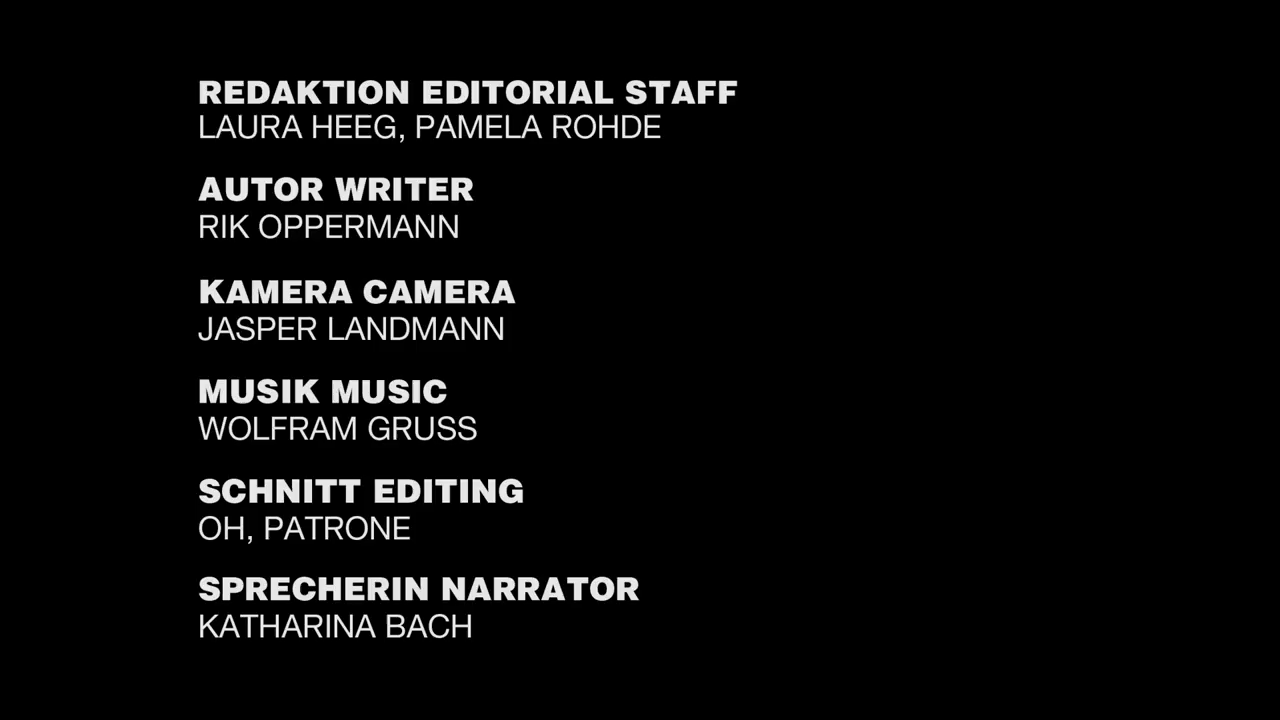 REDAKTION EDITORIAL STAFF
LAURA HEEG, PAMELA ROHDE
AUTOR WRITER
RIK OPPERMANN
KAMERA CAMERA
JASPER LANDMANN
MUSIK MUSIC
WOLFRAM GRUSS
SCHNITT EDITING
OH, PATRONE
SPRECHERIN NARRATOR
KATHARINA BACH